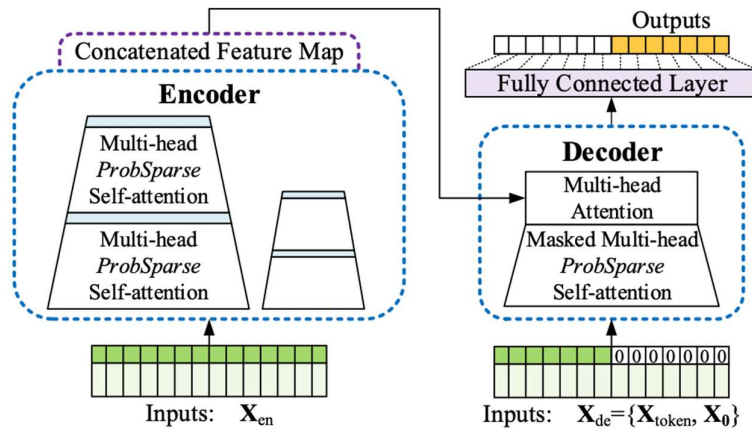 Concatenated Feature Map
Encoder
Multi-head
ProbSparse
Self-attention
Multi-head
ProbSparse
Self-attention
Inputs: Xen
Outputs
Fully Connected Layer
Decoder
Multi-head
Attention
Masked Multi-head
ProbSparse
Self-attention
0 0 0 0 0 0 0
Inputs: Xde={Xtoken, X0}